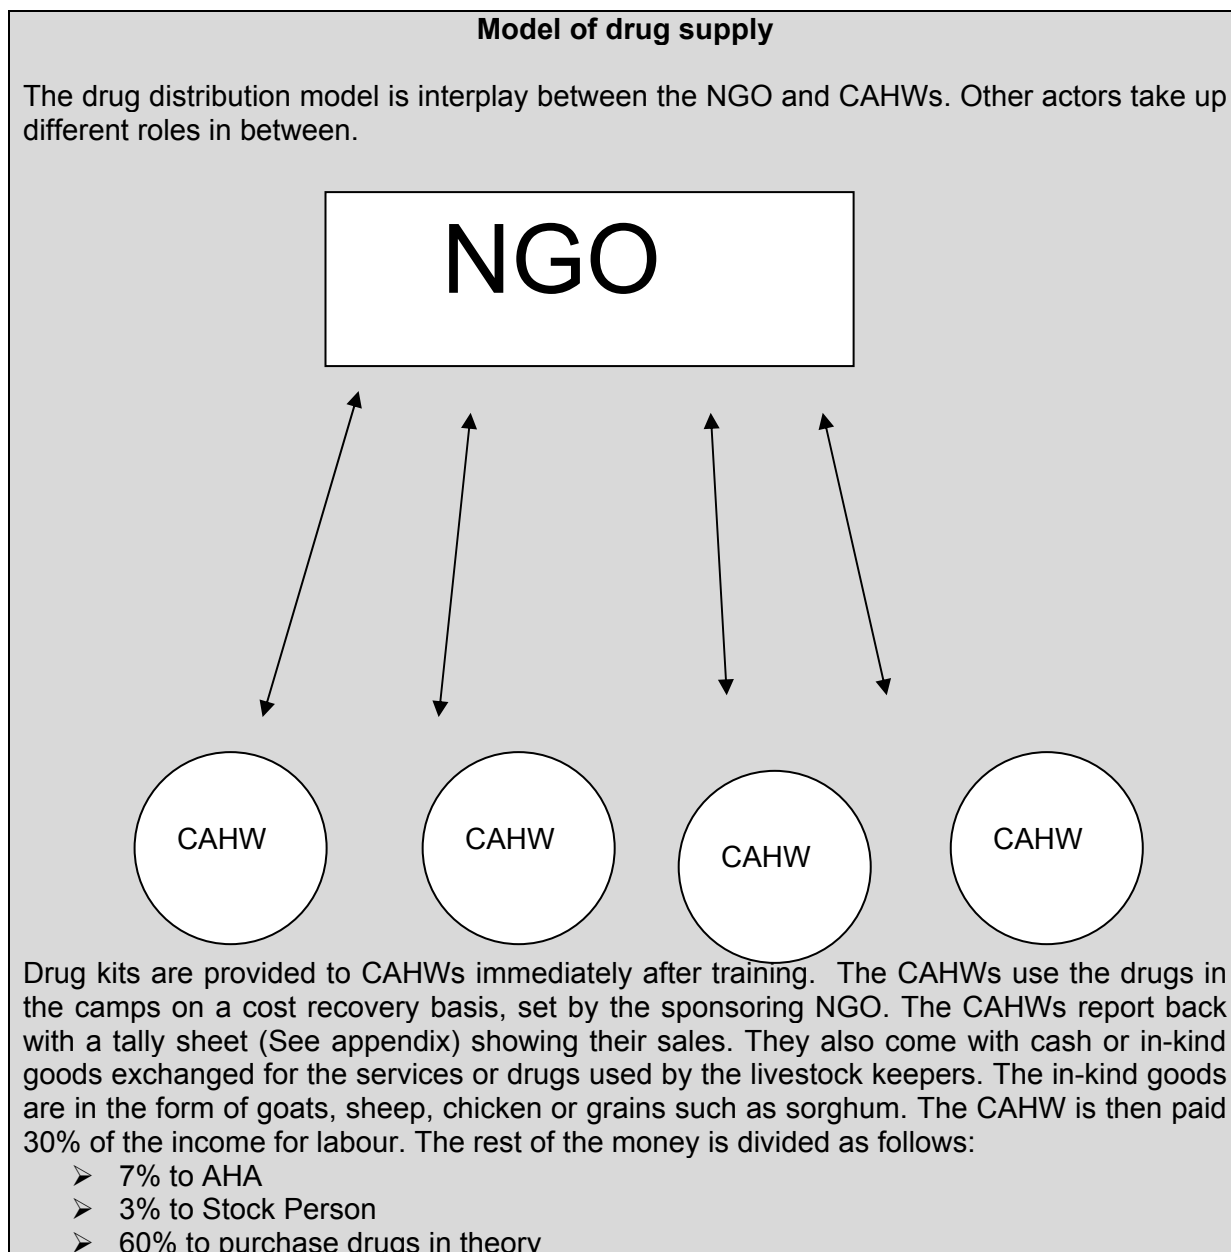 Model of drug supply
The drug distribution model is interplay between the NGO and CAHWs. Other actors take up
different roles in between.
NGO
CAHW
CAHW
CAHW
CAHW
Drug kits are provided to CAHWs immediately after training. The CAHWs use the drugs in
the camps on a cost recovery basis, set by the sponsoring NGO. The CAHWs report back
with a tally sheet (See appendix) showing their sales. They also come with cash or in-kind
goods exchanged for the services or drugs used by the livestock keepers. The in-kind goods
are in the form of goats, sheep, chicken or grains such as sorghum. The CAHW is then paid
30% of the income for labour. The rest of the money is divided as follows:
➢ 7% to AHA
➢ 3% to Stock Person
➢ 60% to purchase drugs in theory